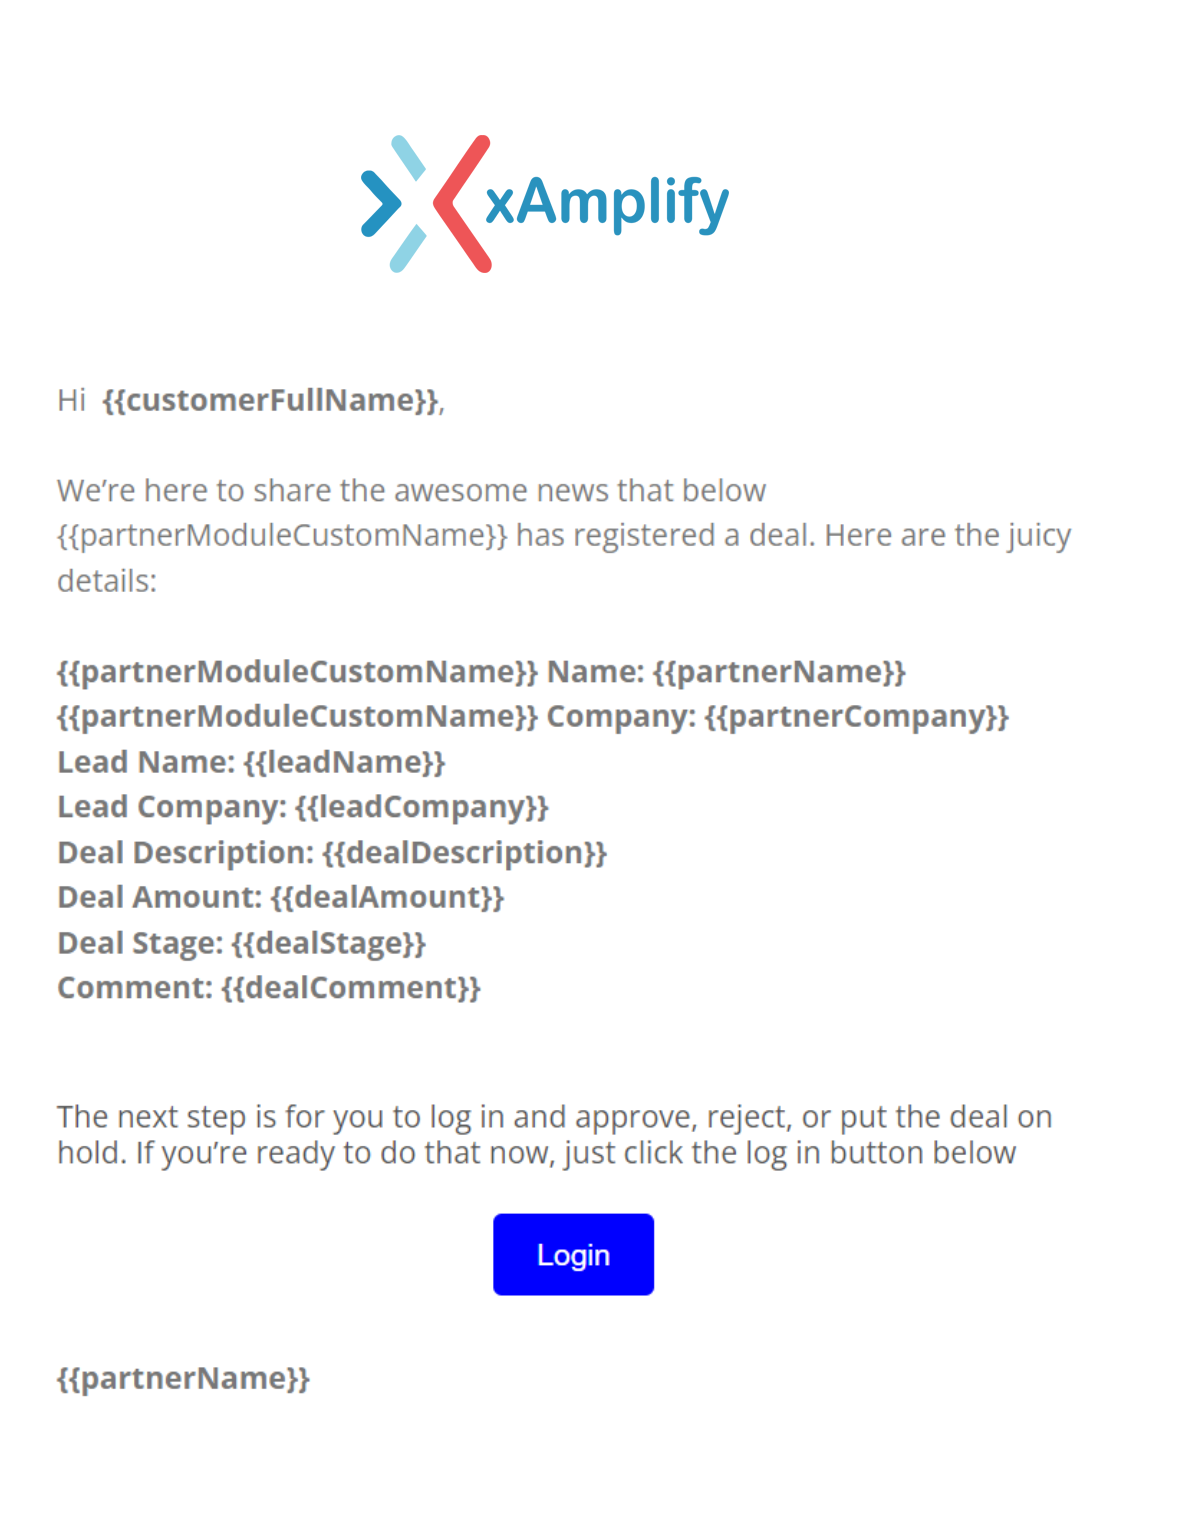 xAmplify
Hi  {{customerFullName}},
We’re here to share the awesome news that below
{{partnerModuleCustomName}} has registered a deal. Here are the juicy
details:
{{partnerModuleCustomName}} Name: {{partnerName}}
{{partnerModuleCustomName}} Company: {{partnerCompany}}
Lead Name: {{leadName}}
Lead Company: {{leadCompany}}
Deal Description: {{dealDescription}}
Deal Amount: {{dealAmount}}
Deal Stage: {{dealStage}}
Comment: {{dealComment}}
The next step is for you to log in and approve, reject, or put the deal on
hold. If you’re ready to do that now, just click the log in button below
Login
{{partnerName}}